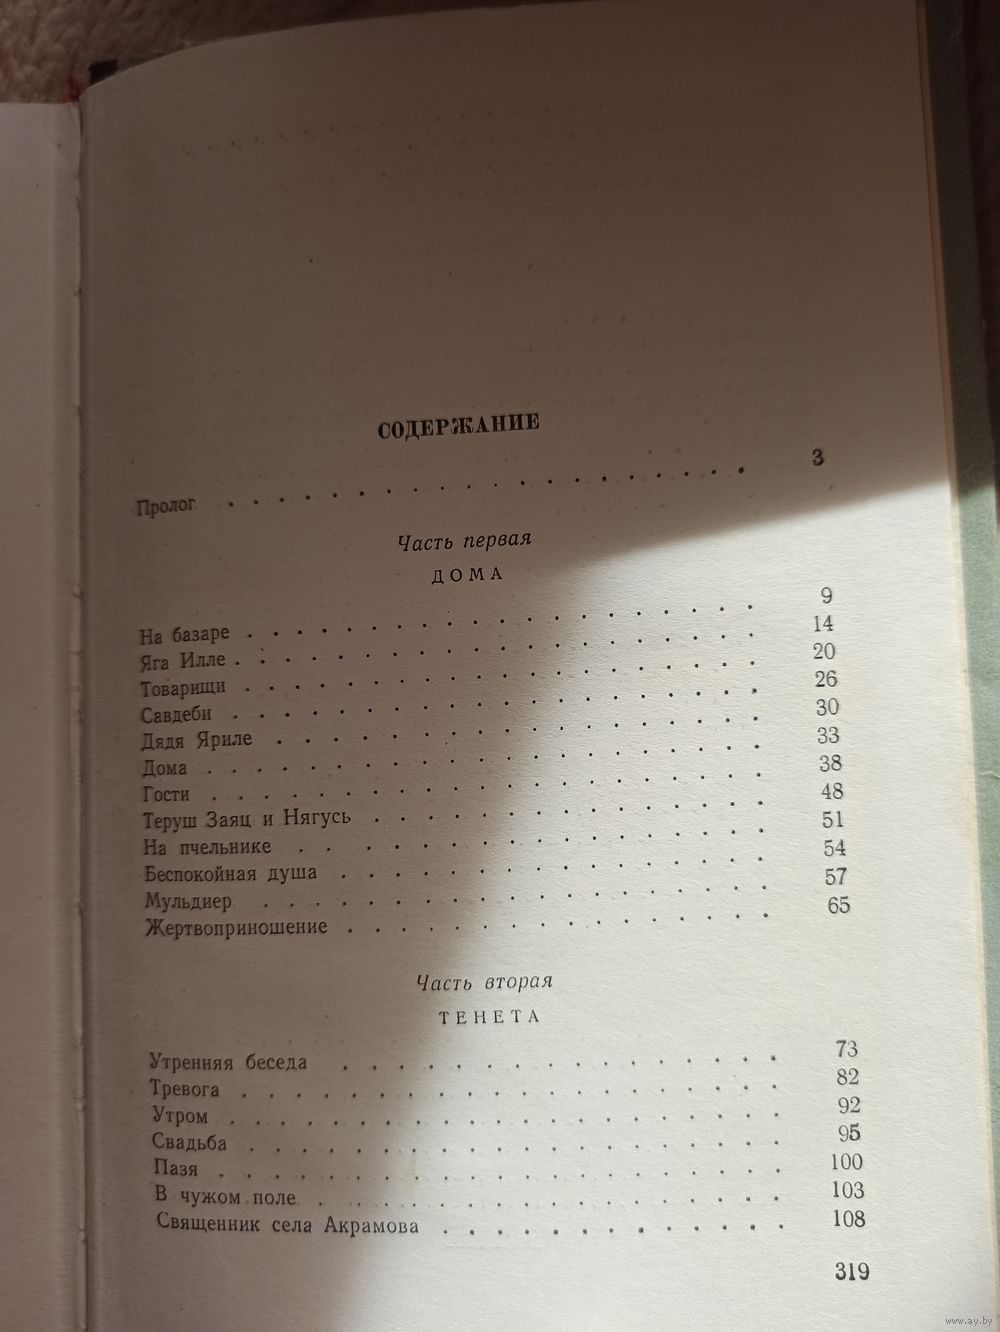 СОДЕРЖАНИЕ
Пролог . . . . . . . . . . . . . . . . . . . . 3
Часть первая
ДОМА
На базаре . . . . . . . . . . . . . . . . . . . . 9
Яга Илле . . . . . . . . . . . . . . . . . . . . 14
Товарищи . . . . . . . . . . . . . . . . . . . . 20
Савдеби . . . . . . . . . . . . . . . . . . . . 26
Дядя Яриле . . . . . . . . . . . . . . . . . . . 30
Дома . . . . . . . . . . . . . . . . . . . . . . 33
Гости . . . . . . . . . . . . . . . . . . . . . 38
Теруш Заяц и Нягусь . . . . . . . . . . . . . . . 48
На пчельнике . . . . . . . . . . . . . . . . . . 51
Беспокойная душа . . . . . . . . . . . . . . . . 54
Мульдиер . . . . . . . . . . . . . . . . . . . . 57
Жертвоприношение . . . . . . . . . . . . . . . . 65
Часть вторая
ТЕНЕТА
Утренняя беседа . . . . . . . . . . . . . . . . 73
Тревога . . . . . . . . . . . . . . . . . . . . 82
Утром . . . . . . . . . . . . . . . . . . . . . 92
Свадьба . . . . . . . . . . . . . . . . . . . . 95
Пазя . . . . . . . . . . . . . . . . . . . . . . 100
В чужом поле . . . . . . . . . . . . . . . . . . 103
Священник села Акрамова . . . . . . . . . . . . . 108
319
www.ay.by